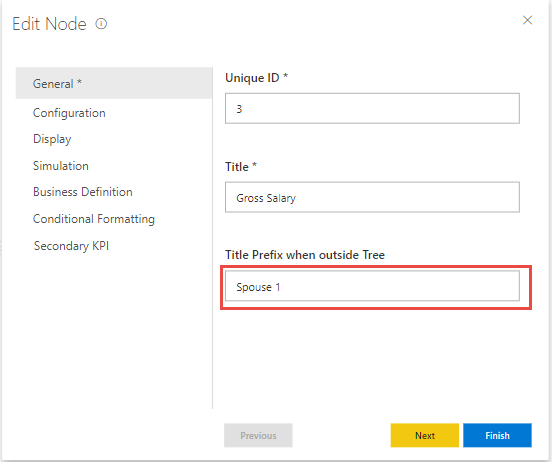 Edit Node
General *
Configuration
Display
Simulation
Business Definition
Conditional Formatting
Secondary KPI
Unique ID *
3
Title *
Gross Salary
Title Prefix when outside Tree
Spouse 1
Previous
Next
Finish